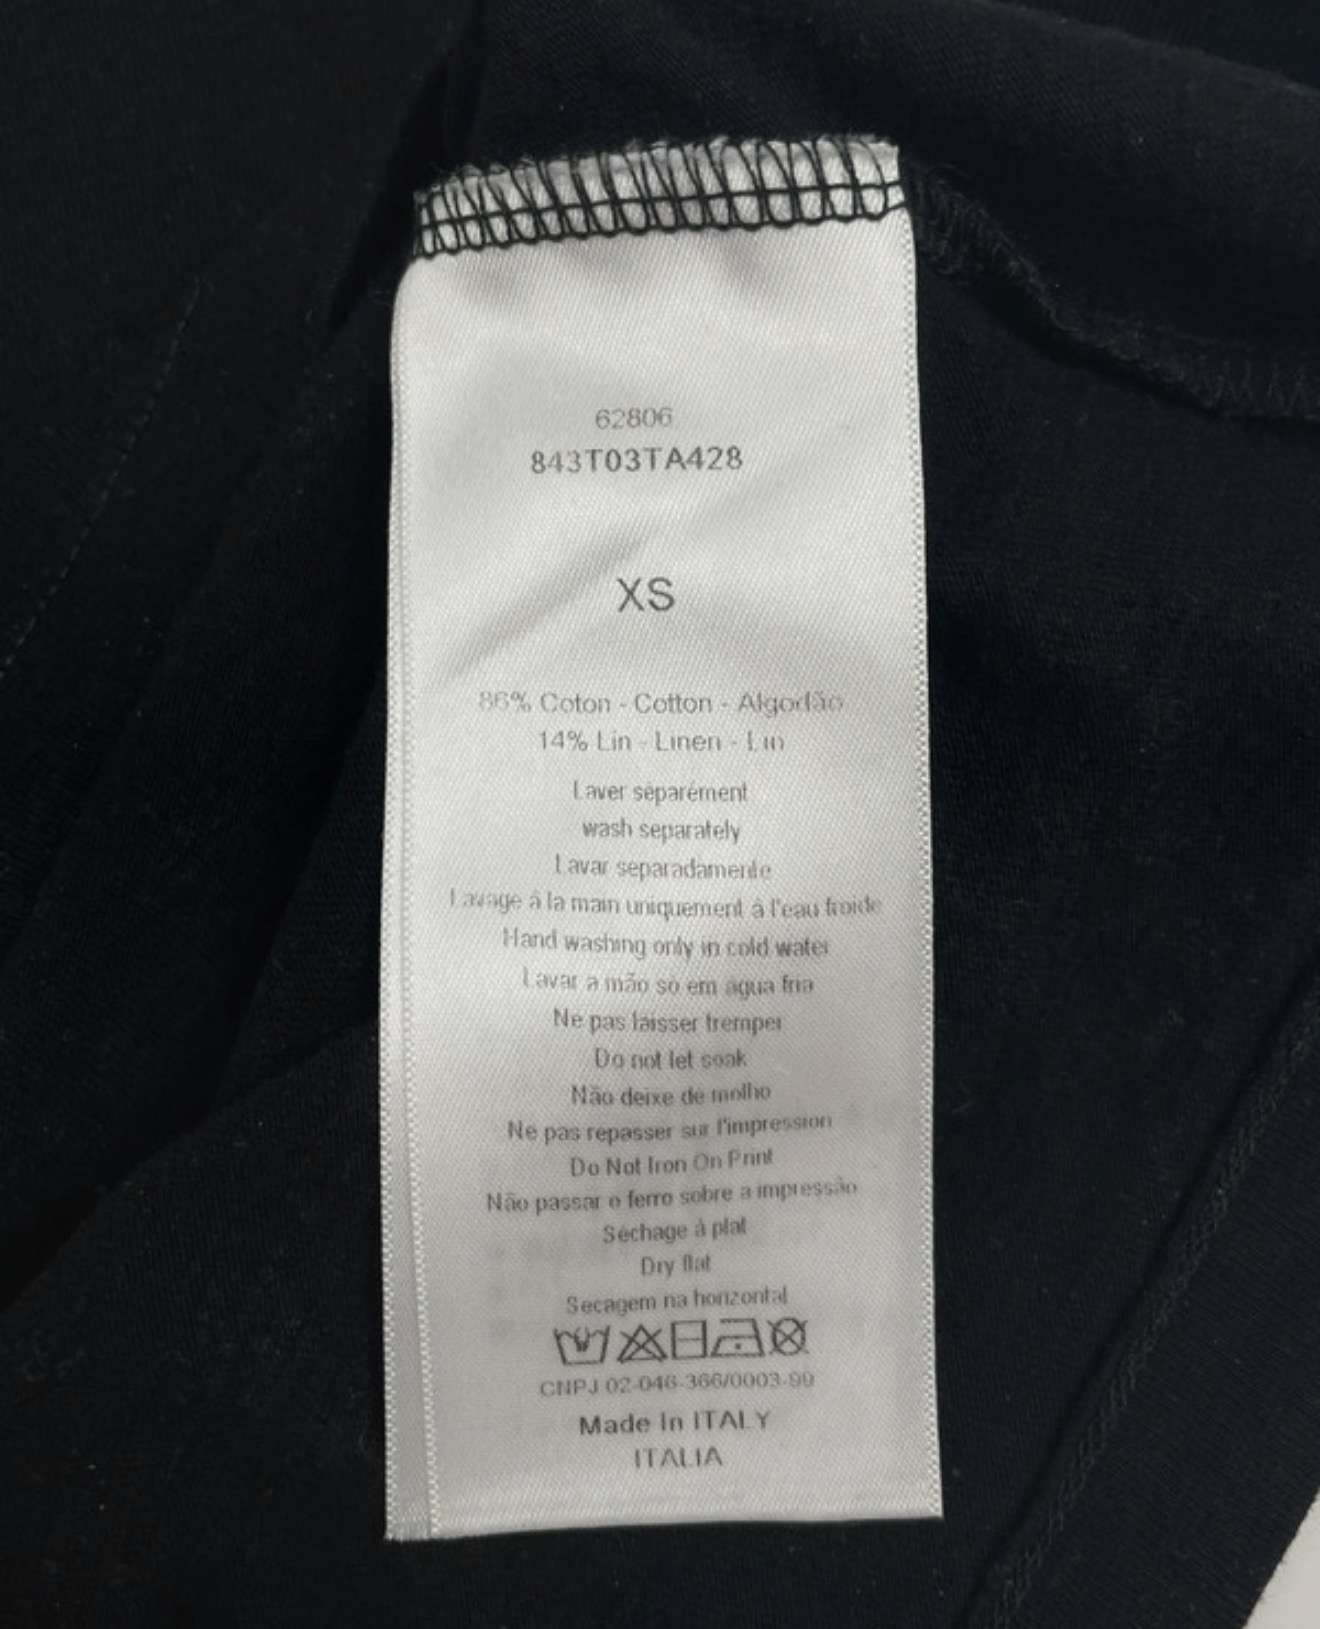 62806
843T03TA428
XS
86% Coton - Cotton - Algodão
14% Lin - Linen - Lin
Laver séparément
wash separately
Lavar separadamente
Lavage à la main uniquement à l'eau froide
Hand washing only in cold water
Lavar a mão só em água fria
Ne pas laisser tremper
Do not let soak
Não deixe de molho
Ne pas repasser sur l'impression
Do Not Iron On Print
Não passar o ferro sobre a impressão
Séchage à plat
Dry flat
Secagem na horizontal
CNPJ 02-046-366/0003-99
Made In ITALY
ITALIA